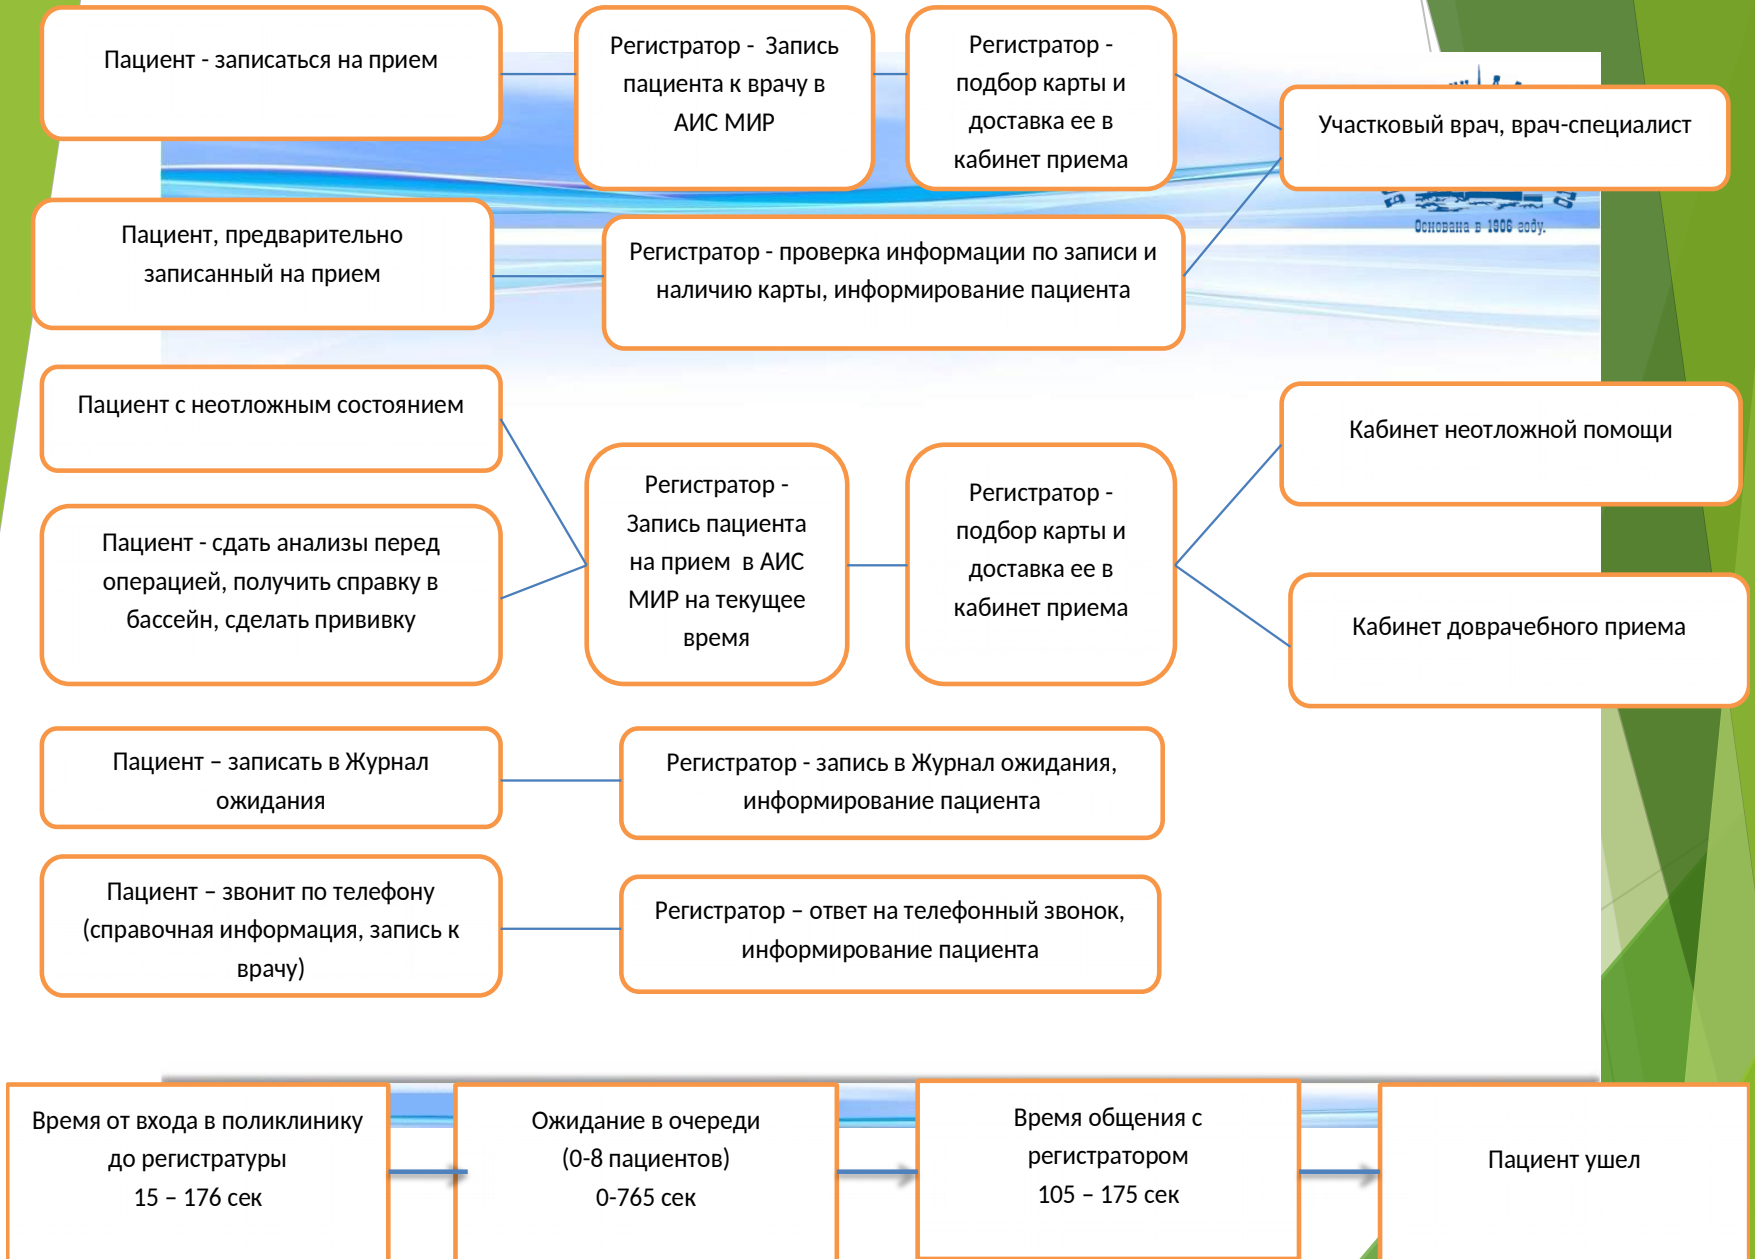 Пациент - записаться на прием
Регистратор - Запись
пациента к врачу в
АИС МИР
Регистратор -
подбор карты и
доставка ее в
кабинет приема
Участковый врач, врач-специалист
Основана в 1906 году.
Пациент, предварительно
записанный на прием
Регистратор - проверка информации по записи и
наличию карты, информирование пациента
Пациент с неотложным состоянием
Пациент - сдать анализы перед
операцией, получить справку в
бассейн, сделать прививку
Регистратор -
Запись пациента
на прием в АИС
МИР на текущее
время
Регистратор -
подбор карты и
доставка ее в
кабинет приема
Кабинет неотложной помощи
Кабинет доврачебного приема
Пациент – записать в Журнал
ожидания
Регистратор - запись в Журнал ожидания,
информирование пациента
Пациент – звонит по телефону
(справочная информация, запись к
врачу)
Регистратор – ответ на телефонный звонок,
информирование пациента
Время от входа в поликлинику
до регистратуры
15 – 176 сек
Ожидание в очереди
(0-8 пациентов)
0-765 сек
Время общения с
регистратором
105 – 175 сек
Пациент ушел